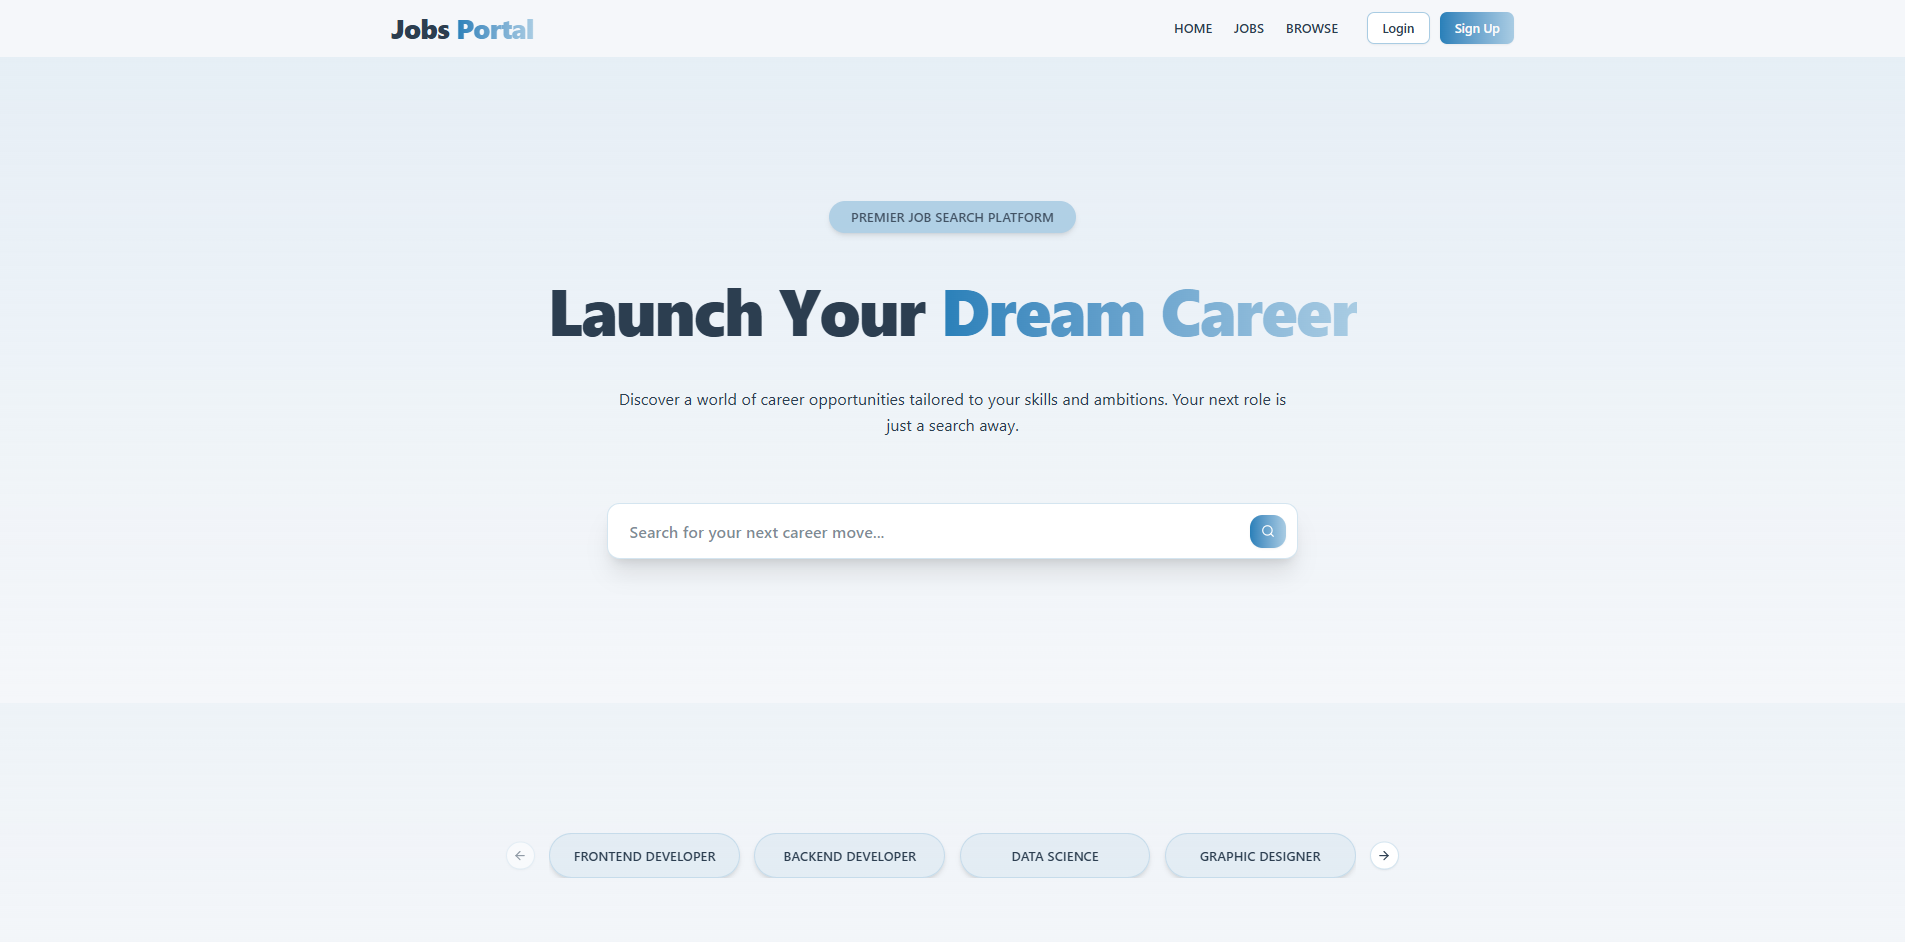 Jobs Portal
HOME JOBS BROWSE Login Sign Up
PREMIER JOB SEARCH PLATFORM
Launch Your Dream Career
Discover a world of career opportunities tailored to your skills and ambitions. Your next role is
just a search away.
Search for your next career move...
FRONTEND DEVELOPER
BACKEND DEVELOPER
DATA SCIENCE
GRAPHIC DESIGNER